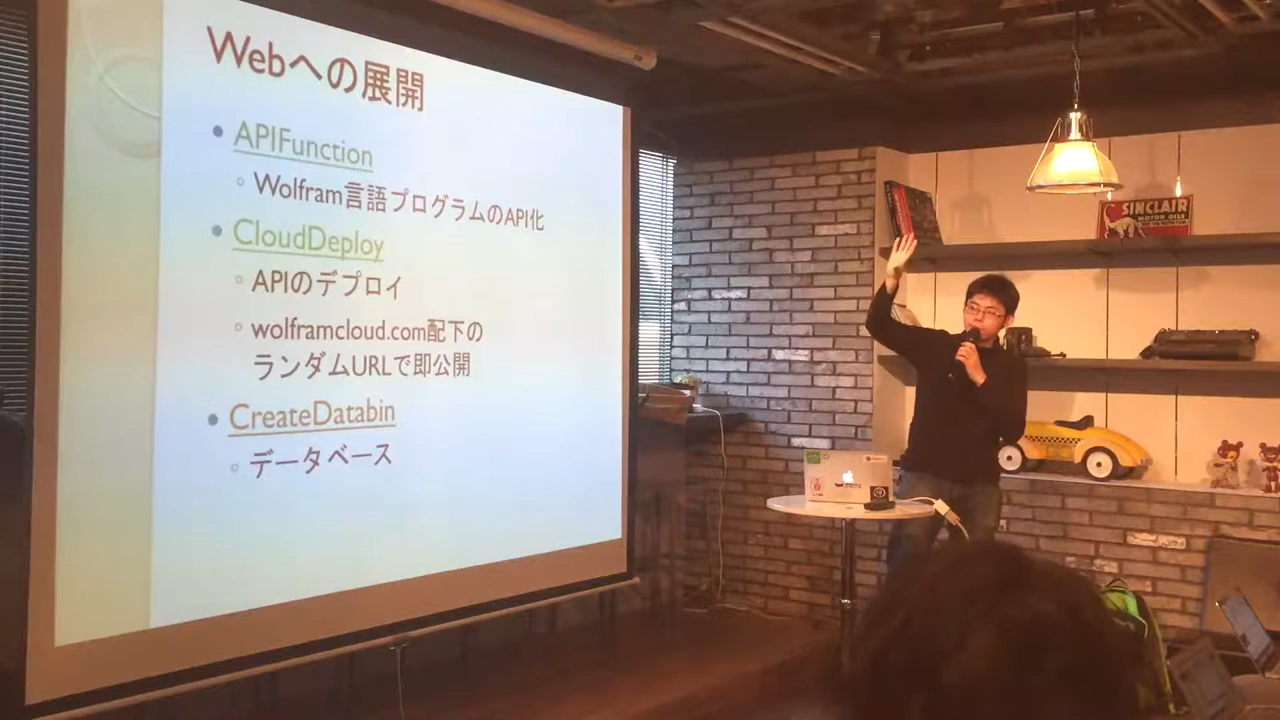 Webへの展開
APIFunction
Wolfram言語プログラムのAPI化
CloudDeploy
APIのデプロイ
wolframcloud.com配下の
ランダムURLで即公開
CreateDatabin
データベース
SINCLAIR
MOTOR OILS